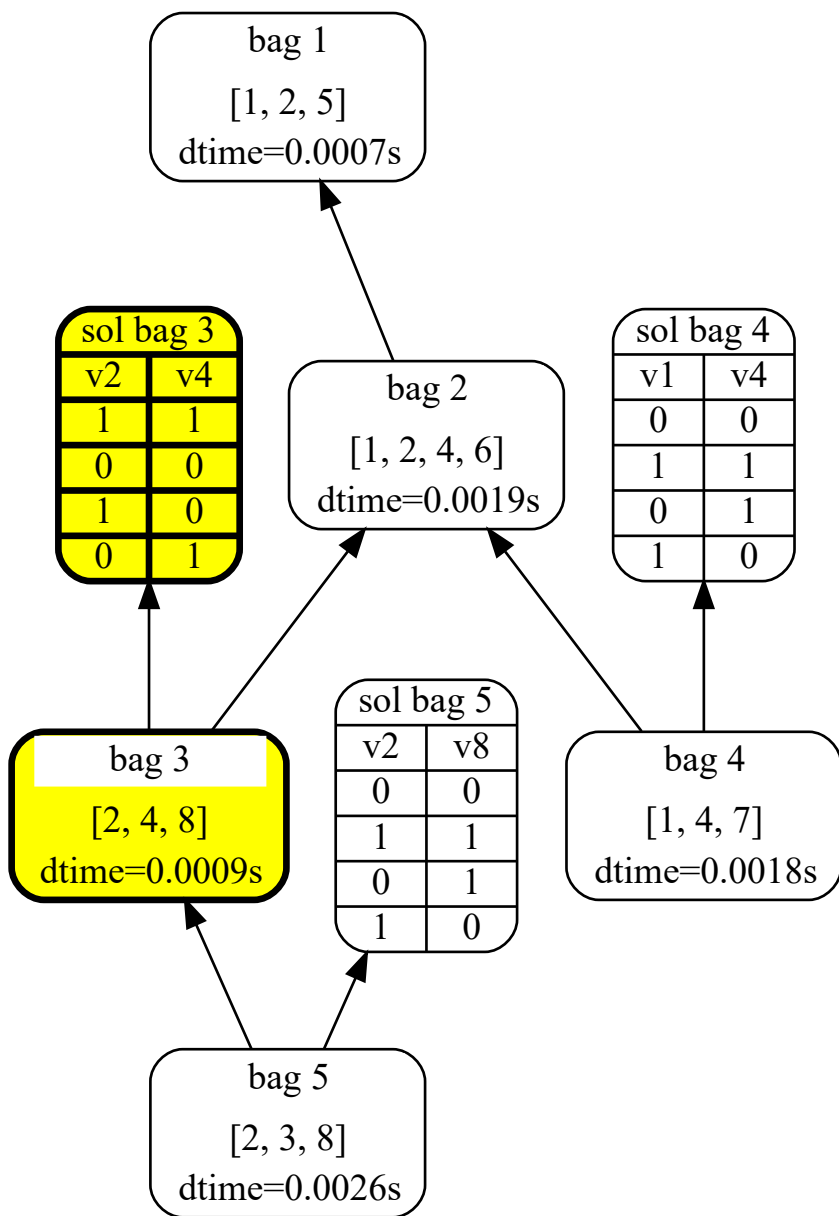 bag 1
[1, 2, 5]
dtime=0.0007s
sol bag 3
v2 v4
1 1
0 0
1 0
0 1
bag 2
[1, 2, 4, 6]
dtime=0.0019s
sol bag 4
v1 v4
0 0
1 1
0 1
1 0
bag 3
[2, 4, 8]
dtime=0.0009s
sol bag 5
v2 v8
0 0
1 1
0 1
1 0
bag 4
[1, 4, 7]
dtime=0.0018s
bag 5
[2, 3, 8]
dtime=0.0026s